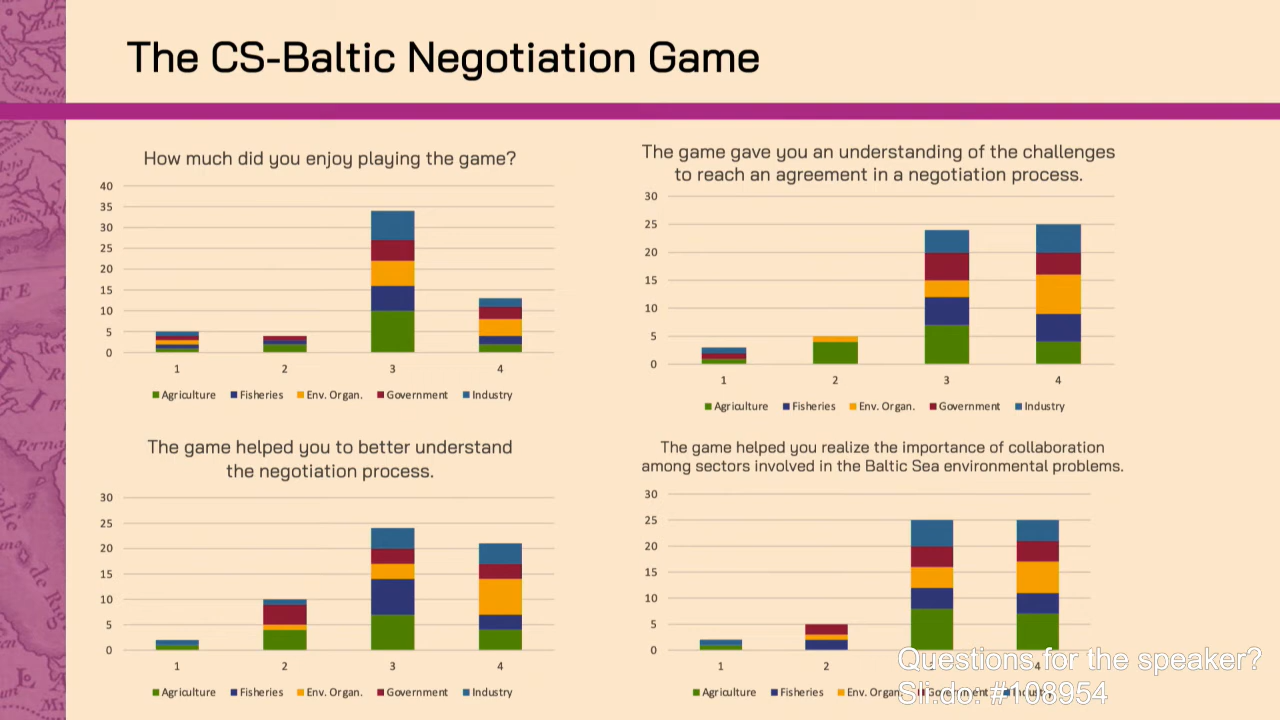 The CS-Baltic Negotiation Game
How much did you enjoy playing the game?
40
35
30
25
20
15
10
5
0
1 2 3 4
Agriculture Fisheries Env. Organ. Government Industry
The game gave you an understanding of the challenges
to reach an agreement in a negotiation process.
30
25
20
15
10
5
0
1 2 3 4
Agriculture Fisheries Env. Organ. Government Industry
The game helped you to better understand
the negotiation process.
30
25
20
15
10
5
0
1 2 3 4
Agriculture Fisheries Env. Organ. Government Industry
The game helped you realize the importance of collaboration
among sectors involved in the Baltic Sea environmental problems.
30
25
20
15
10
5
0
1 2 3 4
Agriculture Fisheries Env. Organ. Government Industry
Questions for the speaker?
Sli.do: #108954